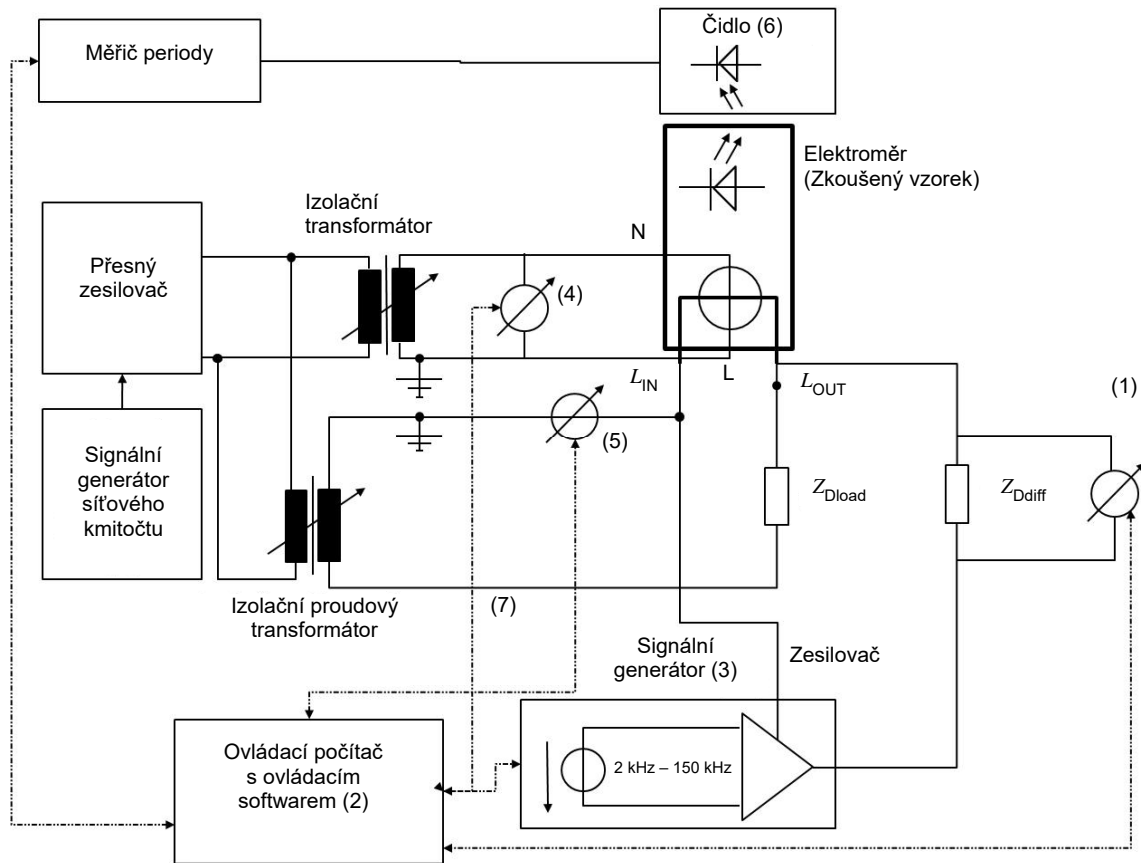 Měřič periody
Čidlo (6)
Elektroměr
(Zkoušený vzorek)
Izolační
transformátor
N
Přesný
zesilovač
(4)
L_IN
L
L_OUT
(1)
(5)
Signální
generátor
síťového
kmitočtu
Z_Dload
Z_Ddiff
Izolační proudový
transformátor
(7)
Signální
generátor (3)
Zesilovač
Ovládací počítač
s ovládacím
softwarem (2)
2 kHz – 150 kHz